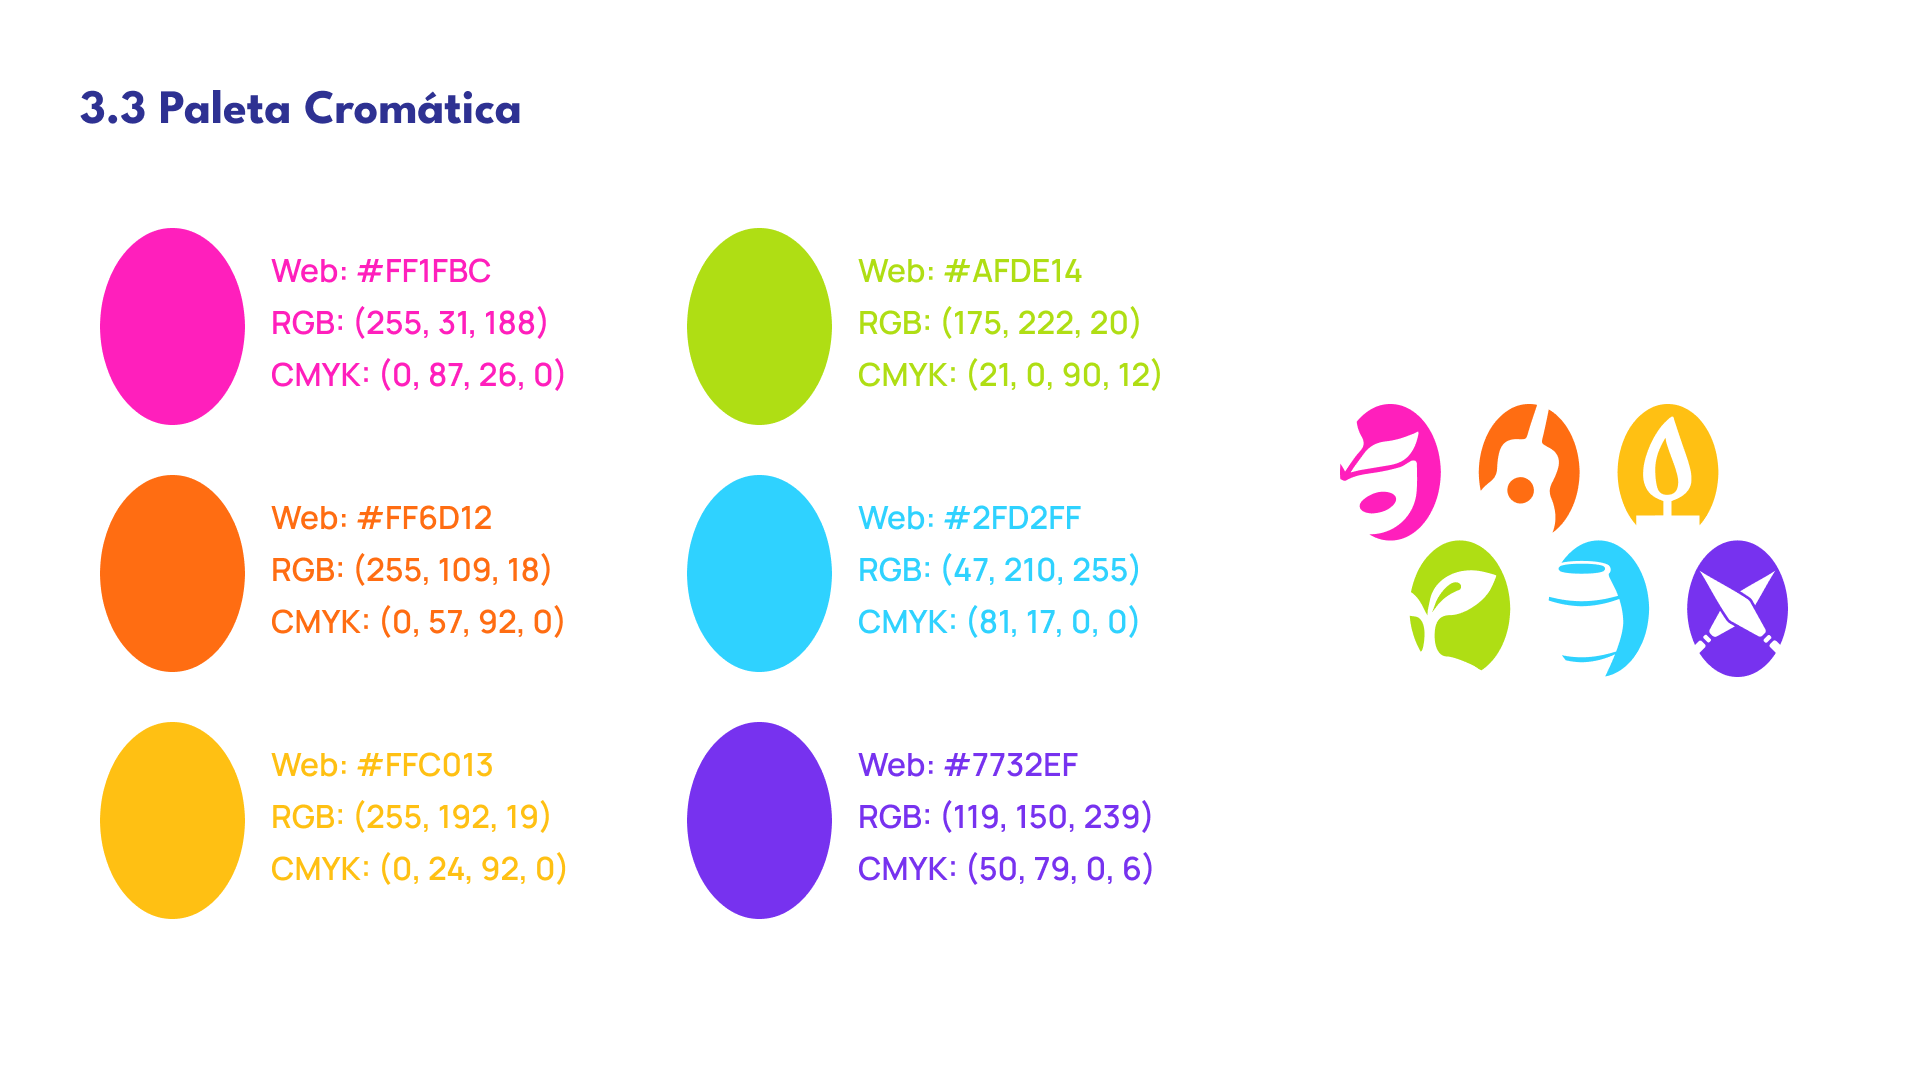 3.3 Paleta Cromática
Web: #FF1FBC
RGB: (255, 31, 188)
CMYK: (0, 87, 26, 0)
Web: #FF6D12
RGB: (255, 109, 18)
CMYK: (0, 57, 92, 0)
Web: #FFC013
RGB: (255, 192, 19)
CMYK: (0, 24, 92, 0)
Web: #AFDE14
RGB: (175, 222, 20)
CMYK: (21, 0, 90, 12)
Web: #2FD2FF
RGB: (47, 210, 255)
CMYK: (81, 17, 0, 0)
Web: #7732EF
RGB: (119, 150, 239)
CMYK: (50, 79, 0, 6)